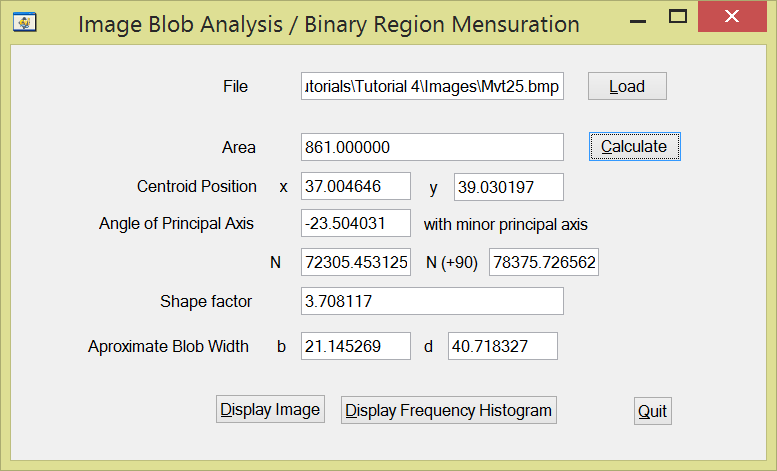 Image Blob Analysis / Binary Region Mensuration
File utorials\Tutorial 4\Images\Mvt25.bmp Load
Area 861.000000 Calculate
Centroid Position x 37.004646 y 39.030197
Angle of Principal Axis -23.504031 with minor principal axis
N 72305.453125 N (+90) 78375.726562
Shape factor 3.708117
Aproximate Blob Width b 21.145269 d 40.718327
Display Image Display Frequency Histogram Quit